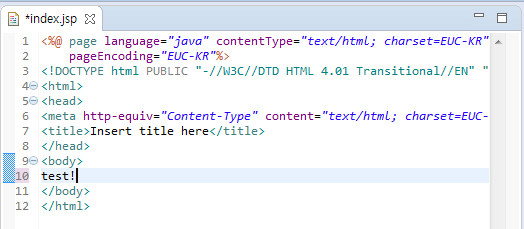 *index.jsp
1 <%@ page language="java" contentType="text/html; charset=EUC-KR"
2 pageEncoding="EUC-KR"%>
3 <!DOCTYPE html PUBLIC "-//W3C//DTD HTML 4.01 Transitional//EN" "
4 <html>
5 <head>
6 <meta http-equiv="Content-Type" content="text/html; charset=EUC-
7 <title>Insert title here</title>
8 </head>
9 <body>
10 test!
11 </body>
12 </html>